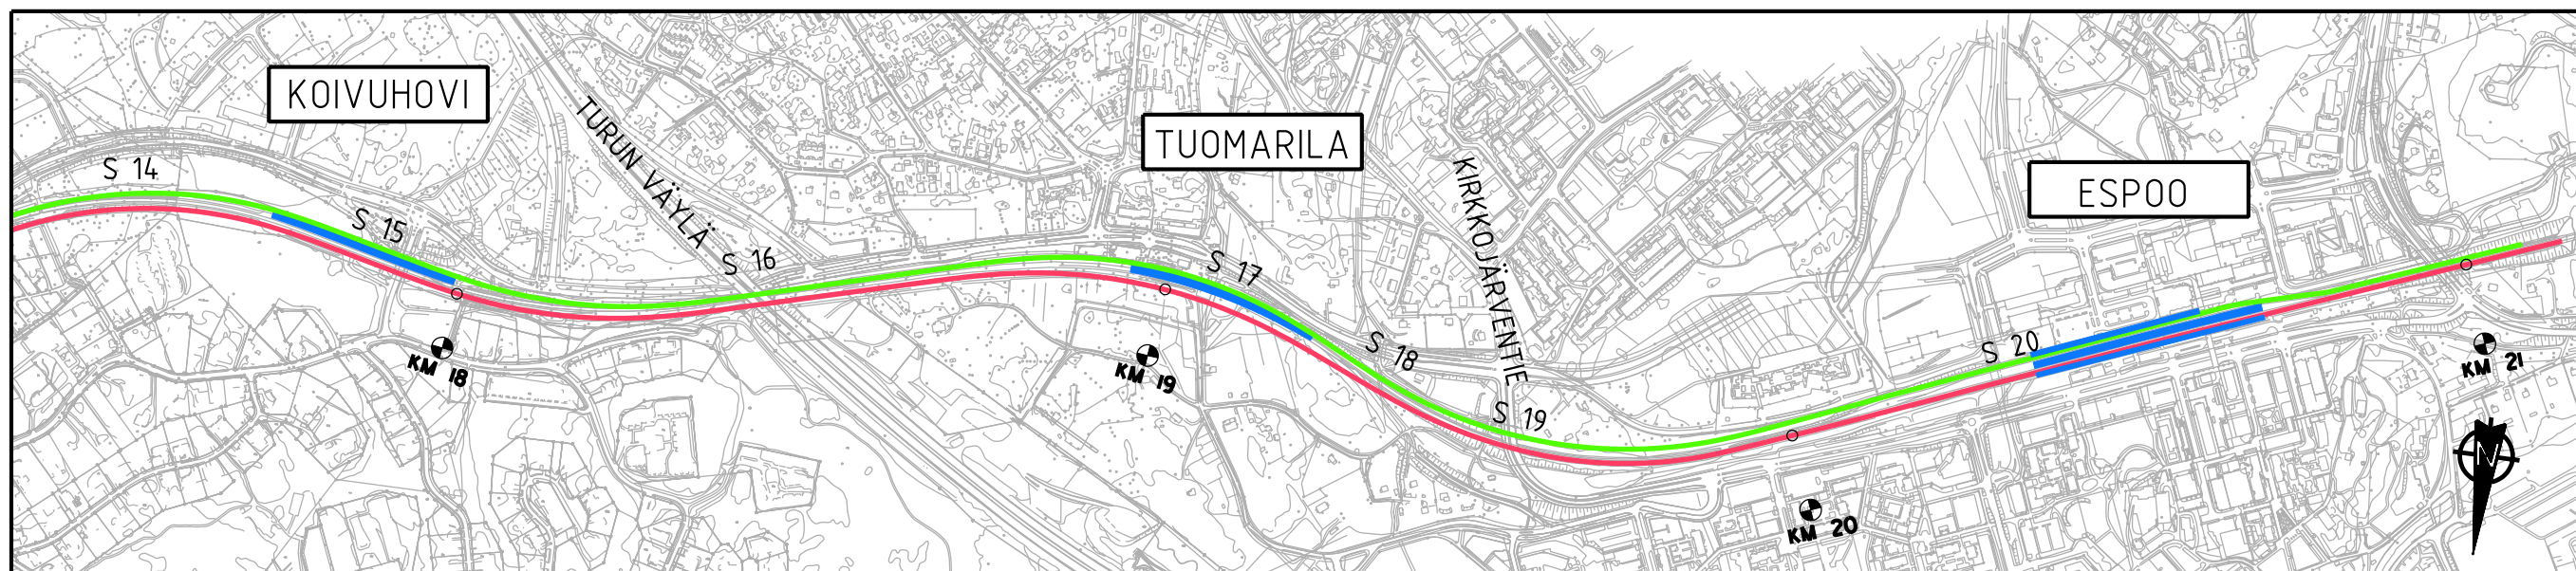 KOIVUHOVI
S 14
S 15
TURUN VÄYLÄ
S 16
TUOMARILA
S 17
KIRKKOJÄRVENTIE
S 18
S 19
ESPOO
S 20
KM 18
KM 19
KM 20
KM 21
N